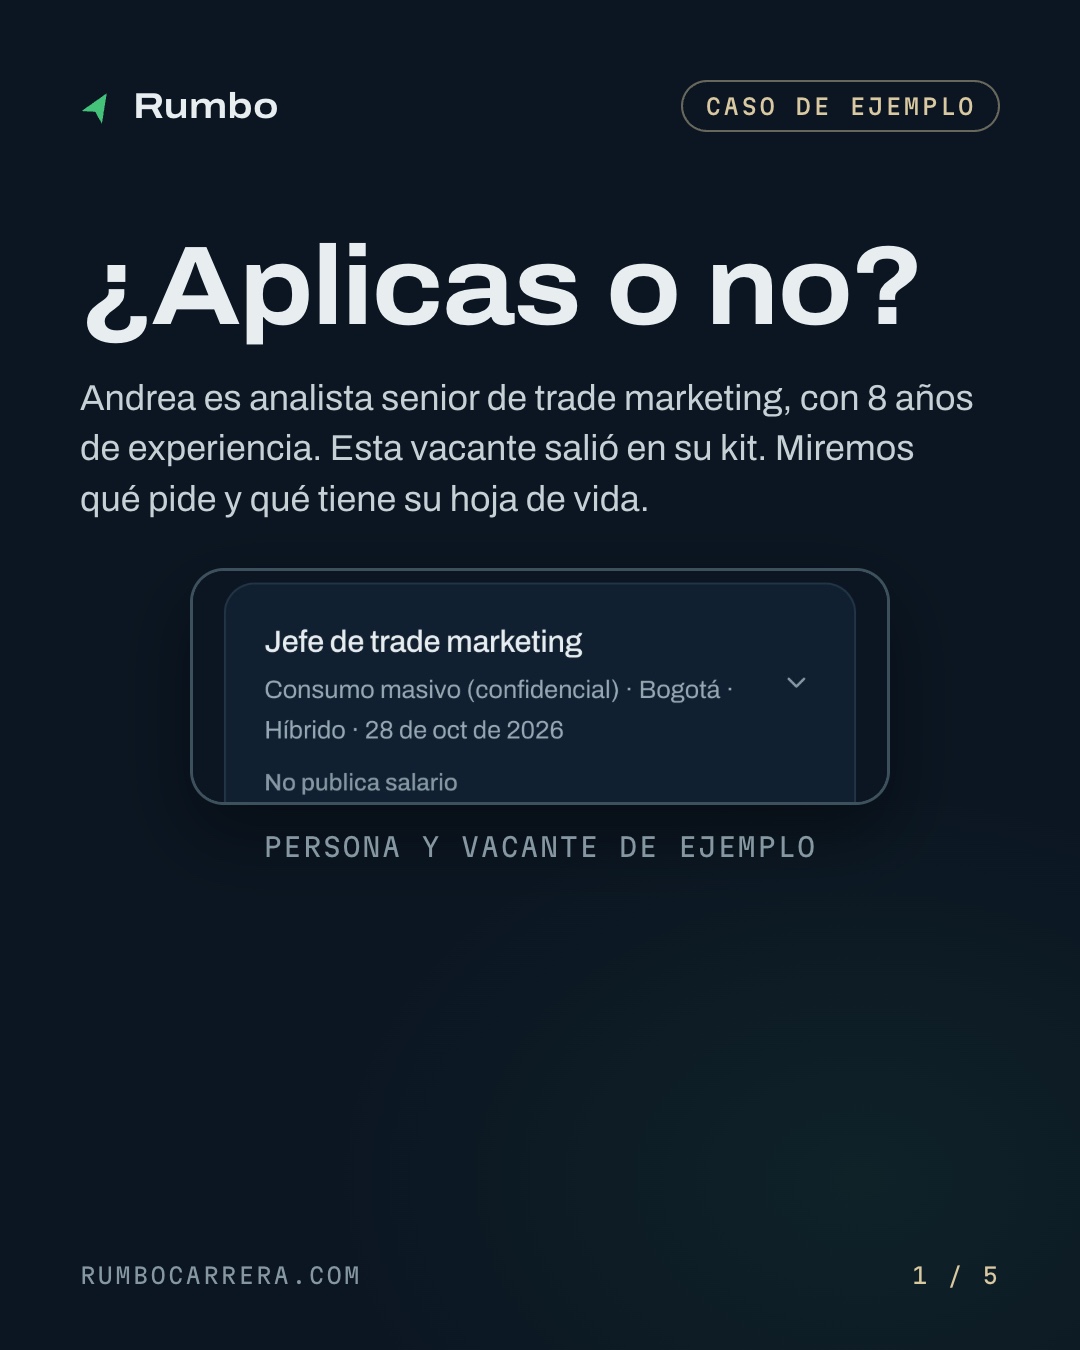 Rumbo
CASO DE EJEMPLO
¿Aplicas o no?
Andrea es analista senior de trade marketing, con 8 años
de experiencia. Esta vacante salió en su kit. Miremos
qué pide y qué tiene su hoja de vida.
Jefe de trade marketing
Consumo masivo (confidencial) · Bogotá ·
Híbrido · 28 de oct de 2026
No publica salario
PERSONA Y VACANTE DE EJEMPLO
RUMBOCARRERA.COM
1 / 5